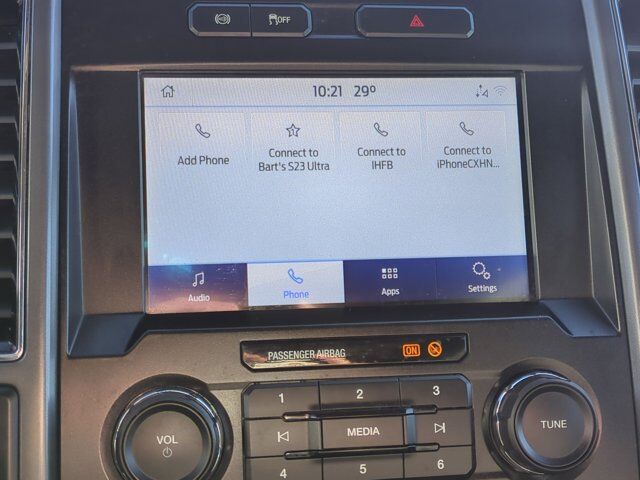 OFF
10:21 29°
Add Phone
Connect to
Bart's S23 Ultra
Connect to
IHFB
Connect to
iPhoneCXHN...
Audio
Phone
Apps
Settings
PASSENGER AIRBAG ON
1 2 3
VOL
MEDIA
TUNE
4 5 6